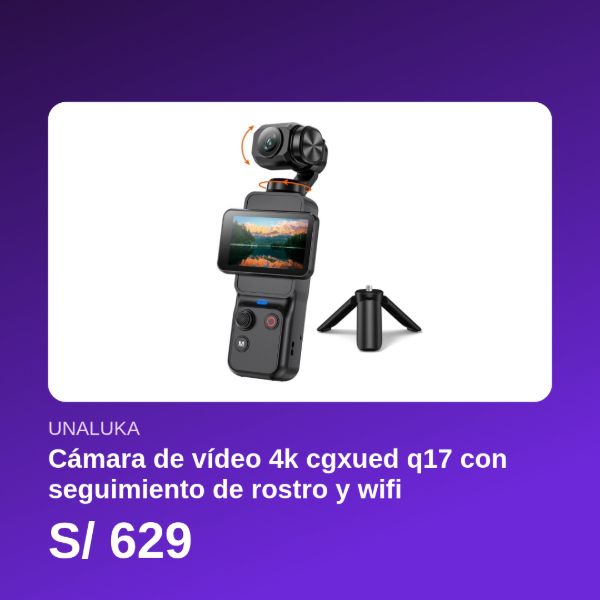 M
UNALUKA
Cámara de vídeo 4k cgxued q17 con
seguimiento de rostro y wifi
S/ 629